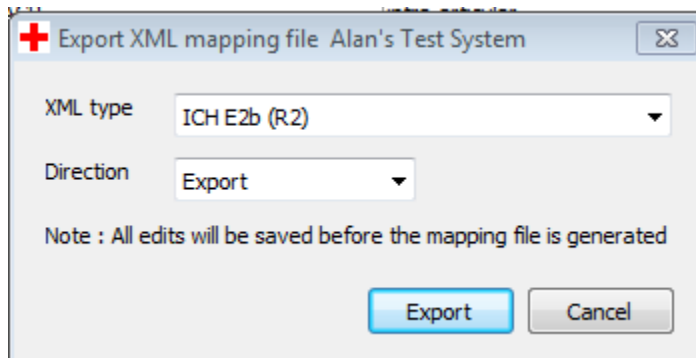 Export XML mapping file Alan's Test System
XML type
ICH E2b (R2)
Direction
Export
Note : All edits will be saved before the mapping file is generated
Export
Cancel